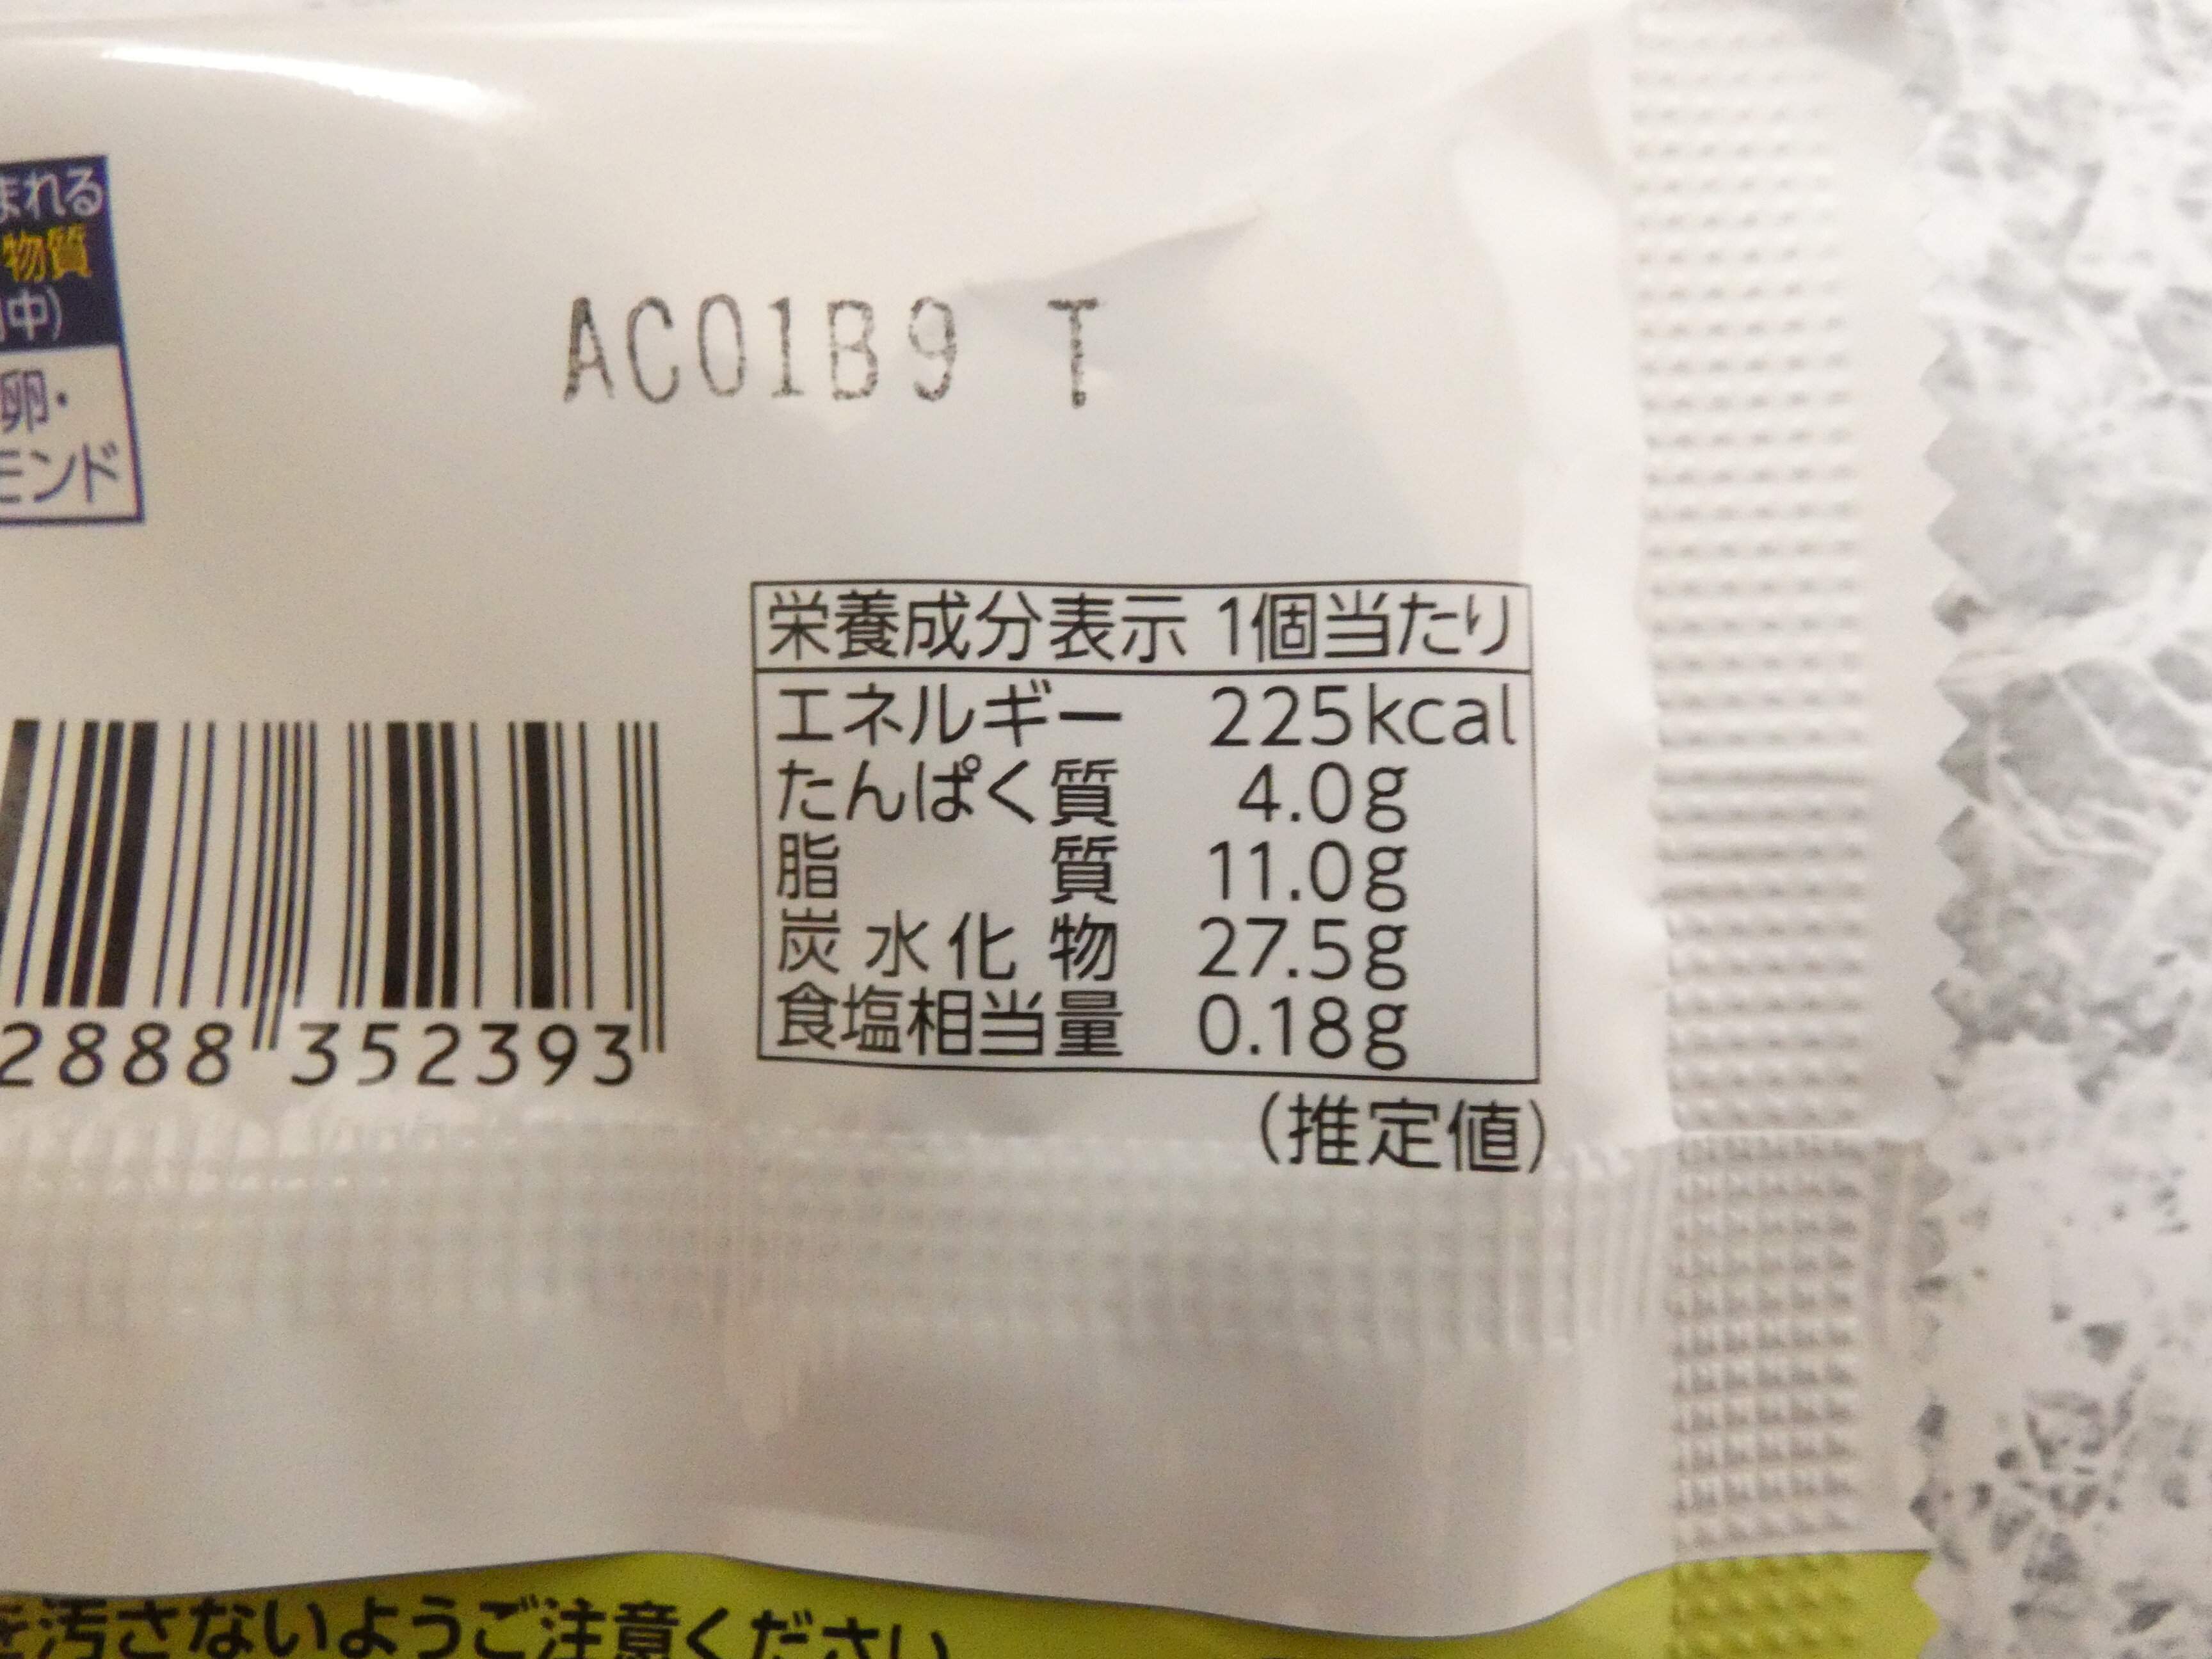 まれる
物質
中)
卵・
モンド
AC01B9 T
栄養成分表示 1個当たり
エネルギー 225kcal
たんぱく質 4.0g
脂質 11.0g
炭水化物 27.5g
食塩相当量 0.18g
(推定値)
2888 352393
を汚さないようご注意ください